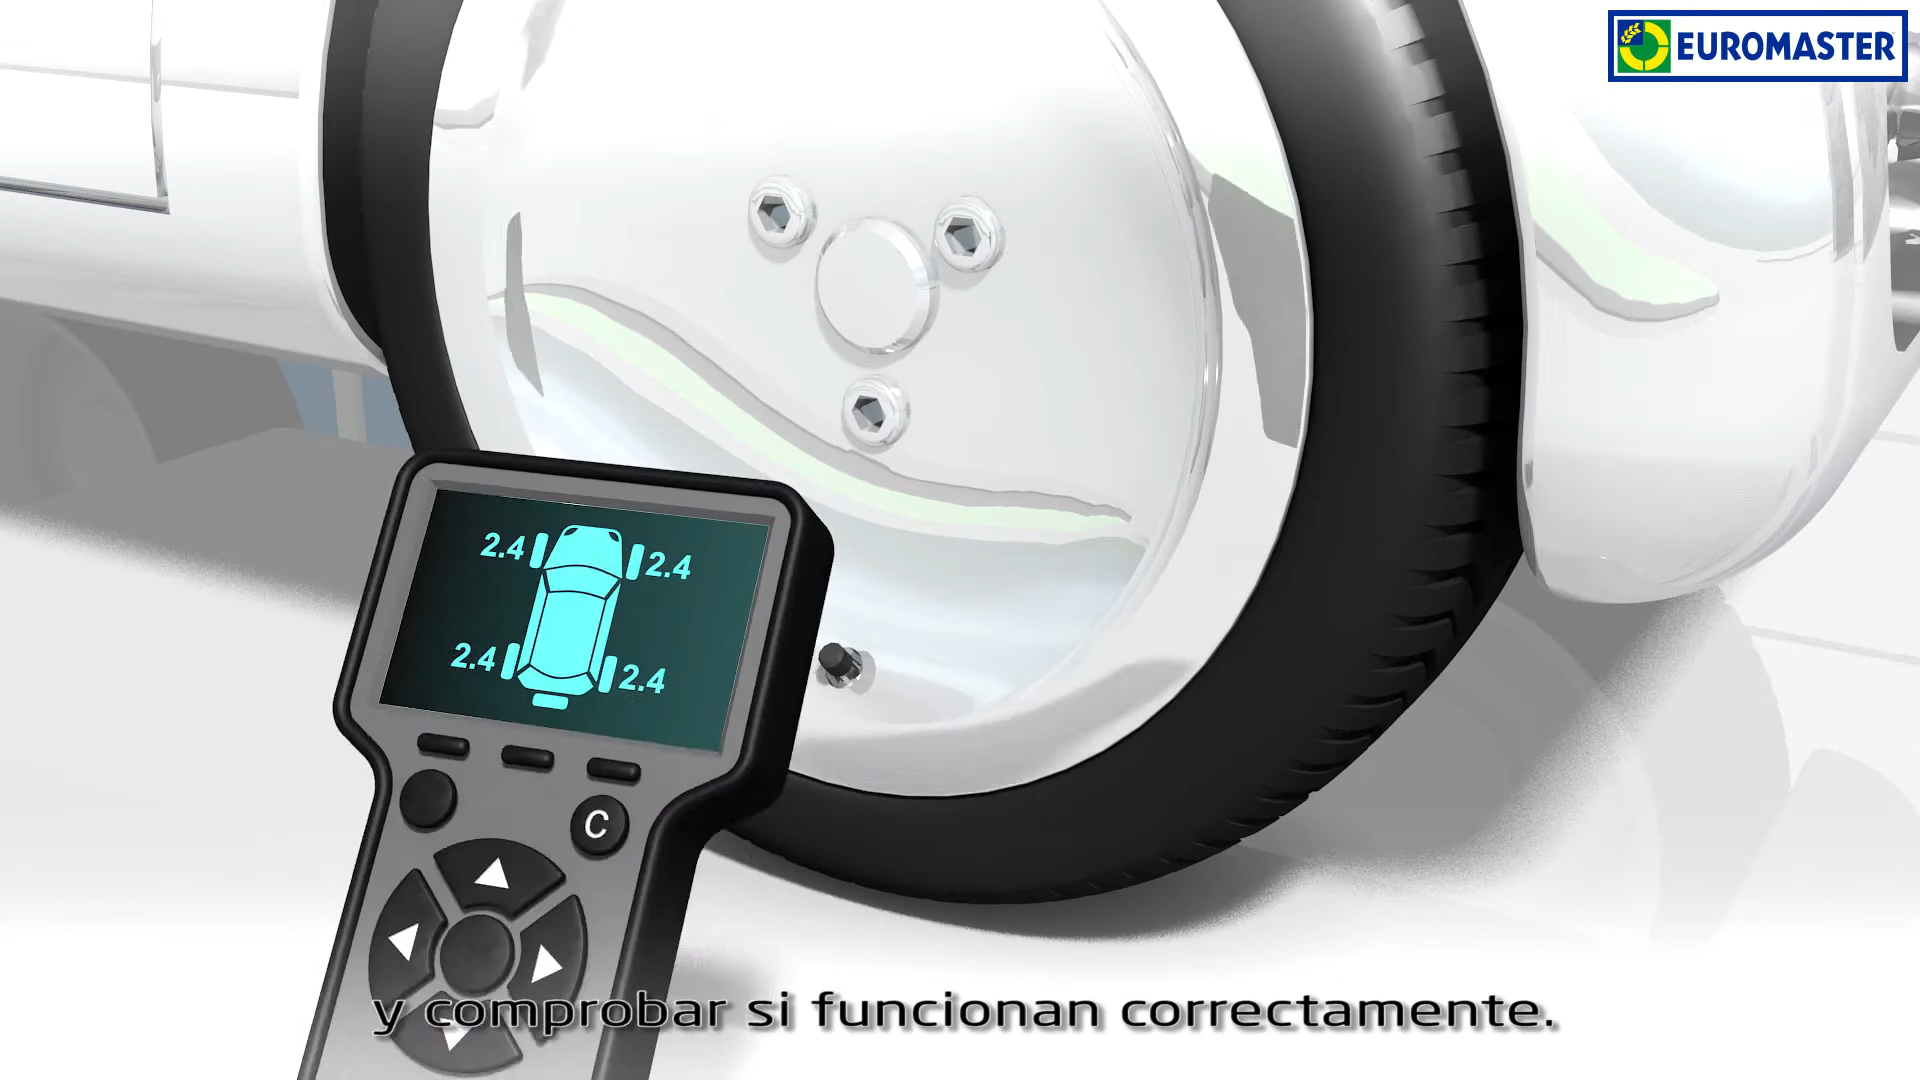 EUROMASTER
2.4 2.4
2.4 2.4
C
y comprobar si funcionan correctamente.